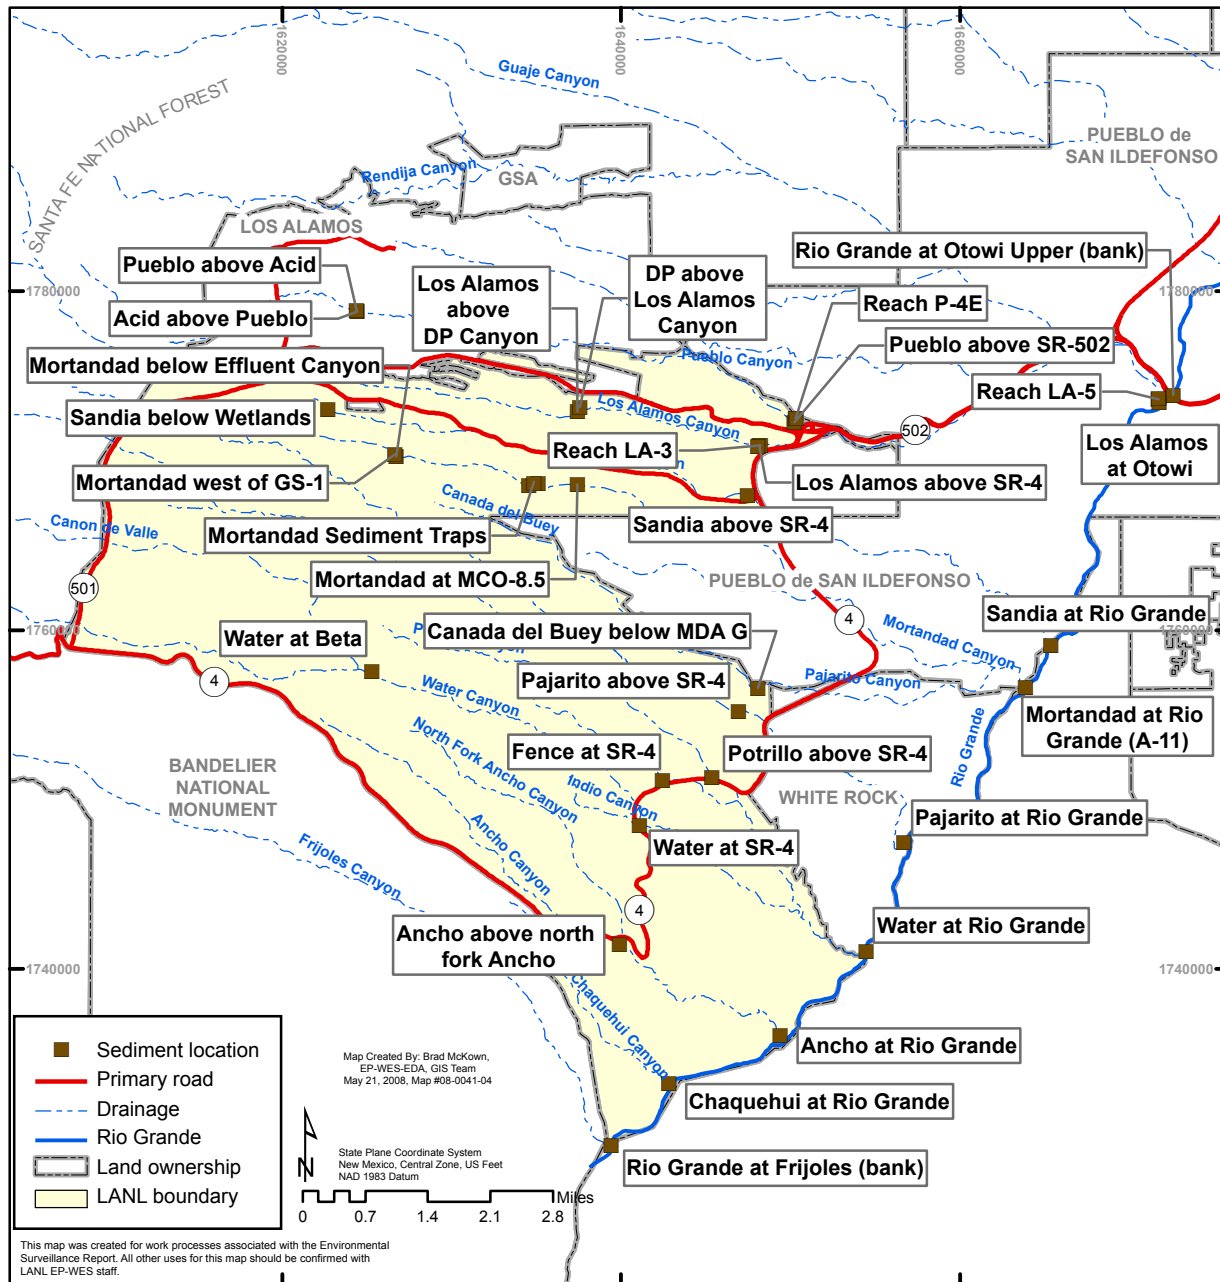 1620000
1640000
1660000
Guaje Canyon
SANTA FE NATIONAL FOREST
PUEBLO de
SAN ILDEFONSO
Rendija Canyon
GSA
LOS ALAMOS
Rio Grande at Otowi Upper (bank)
Pueblo above Acid
Los Alamos
above
DP Canyon
DP above
Los Alamos
Canyon
1780000
1780000
Reach P-4E
Acid above Pueblo
Pueblo above SR-502
Pueblo Canyon
Mortandad below Effluent Canyon
Reach LA-5
Sandia below Wetlands
Los Alamos Canyon
502
Los Alamos
at Otowi
Reach LA-3
Mortandad west of GS-1
Los Alamos above SR-4
Canada del Buey
Sandia above SR-4
Canon de Valle
Mortandad Sediment Traps
Mortandad at MCO-8.5
PUEBLO de SAN ILDEFONSO
501
Sandia at Rio Grande
4
1760000
1760000
Water at Beta
Canada del Buey below MDA G
Mortandad Canyon
Pajarito above SR-4
Pajarito Canyon
4
Water Canyon
Mortandad at Rio
Grande (A-11)
North Fork Ancho Canyon
Fence at SR-4
Potrillo above SR-4
Rio Grande
BANDELIER
NATIONAL
MONUMENT
Indio Canyon
WHITE ROCK
Pajarito at Rio Grande
Ancho Canyon
Water at SR-4
Frijoles Canyon
4
Water at Rio Grande
Ancho above north
fork Ancho
1740000
1740000
Chaquehui Canyon
Sediment location
Primary road
Drainage
Rio Grande
Land ownership
LANL boundary
Map Created By: Brad McKown,
EP-WES-EDA, GIS Team
May 21, 2008, Map #08-0041-04
Ancho at Rio Grande
Chaquehui at Rio Grande
N
State Plane Coordinate System
New Mexico, Central Zone, US Feet
NAD 1983 Datum
Rio Grande at Frijoles (bank)
Miles
0 0.7 1.4 2.1 2.8
This map was created for work processes associated with the Environmental
Surveillance Report. All other uses for this map should be confirmed with
LANL EP-WES staff.